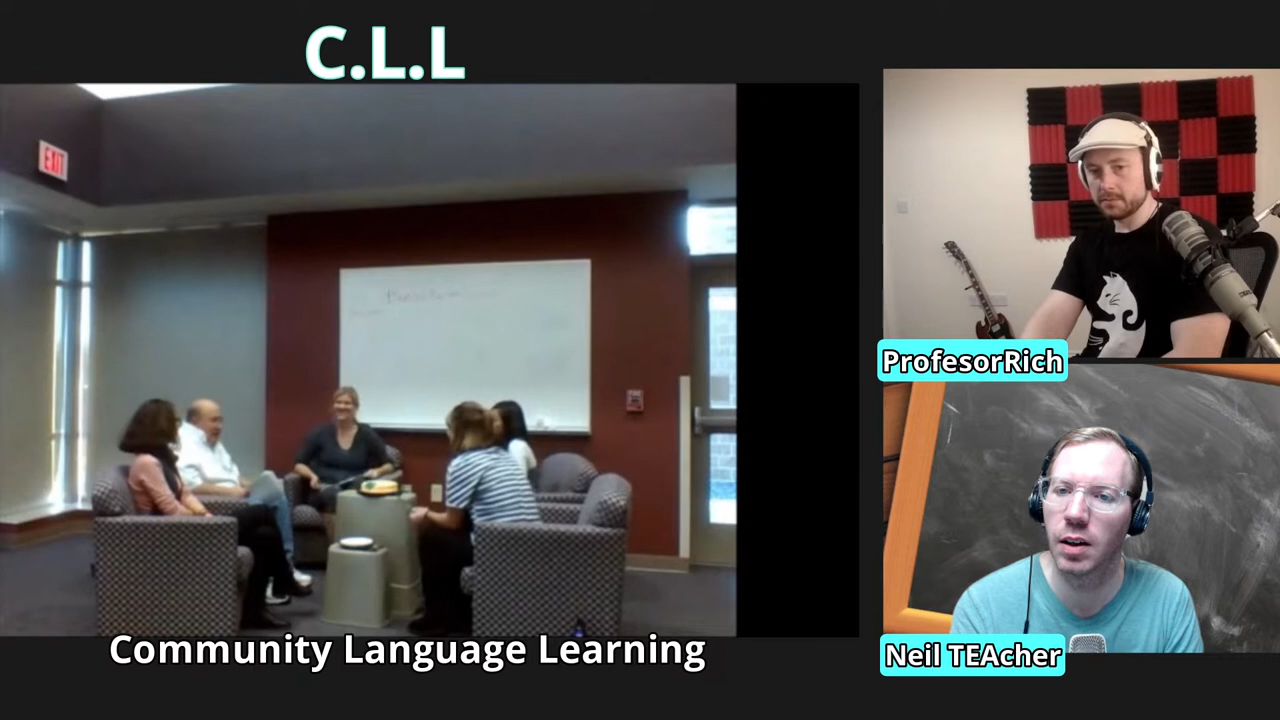 C.L.L
EXIT
ProfesorRich
Community Language Learning
Neil TEAcher